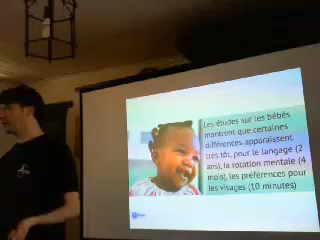 Les études sur les bébés
montrent que certaines
différences apparaissent
très tôt, pour le langage (2
ans), la rotation mentale (4
mois), les préférences pour
les visages (10 minutes)